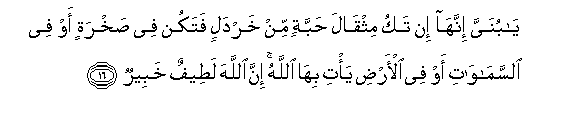 يَٰبُنَىَّ إِنَّهَآ إِن تَكُ مِثْقَالَ حَبَّةٍۢ مِّنْ خَرْدَلٍۢ فَتَكُن فِى صَخْرَةٍ أَوْ فِى
ٱلسَّمَٰوَٰتِ أَوْ فِى ٱلْأَرْضِ يَأْتِ بِهَا ٱللَّهُ ۚ إِنَّ ٱللَّهَ لَطِيفٌ خَبِيرٌۭ ١٦